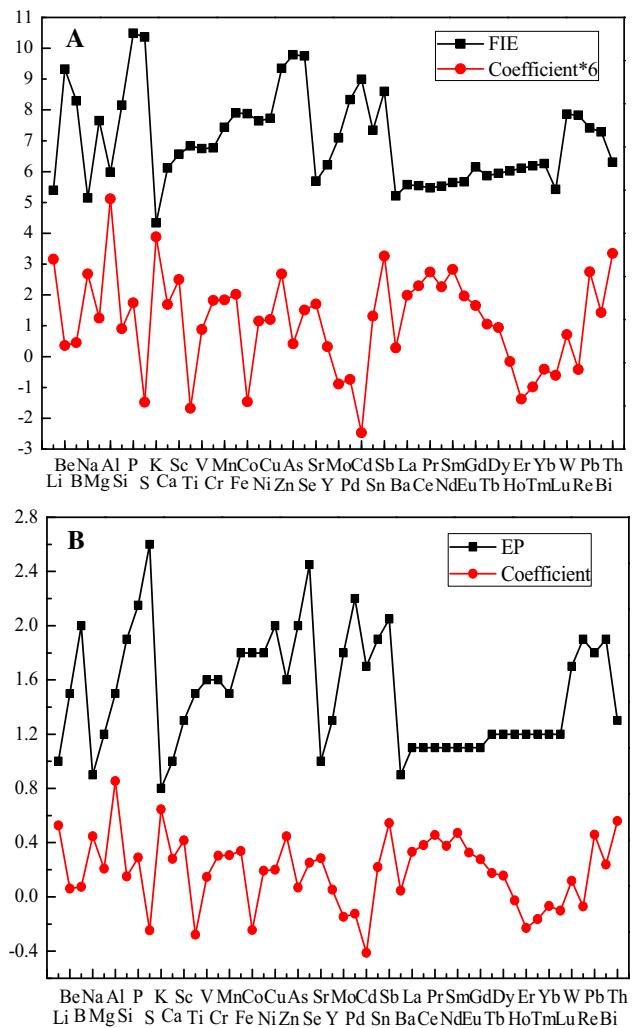 A
FIE
Coefficient*6
11
10
9
8
7
6
5
4
3
2
1
0
-1
-2
-3
Be Na Al P K Sc V Mn Co Cu As Sr Mo Cd Sb La Pr Sm Gd Dy Er Yb W Pb Th
Li B Mg Si S Ca Ti Cr Fe Ni Zn Se Y Pd Sn Ba Ce Nd Eu Tb Ho Tm Lu Re Bi
B
EP
Coefficient
2.8
2.4
2.0
1.6
1.2
0.8
0.4
0.0
-0.4
Be Na Al P K Sc V Mn Co Cu As Sr Mo Cd Sb La Pr Sm Gd Dy Er Yb W Pb Th
Li B Mg Si S Ca Ti Cr Fe Ni Zn Se Y Pd Sn Ba Ce Nd Eu Tb Ho Tm Lu Re Bi